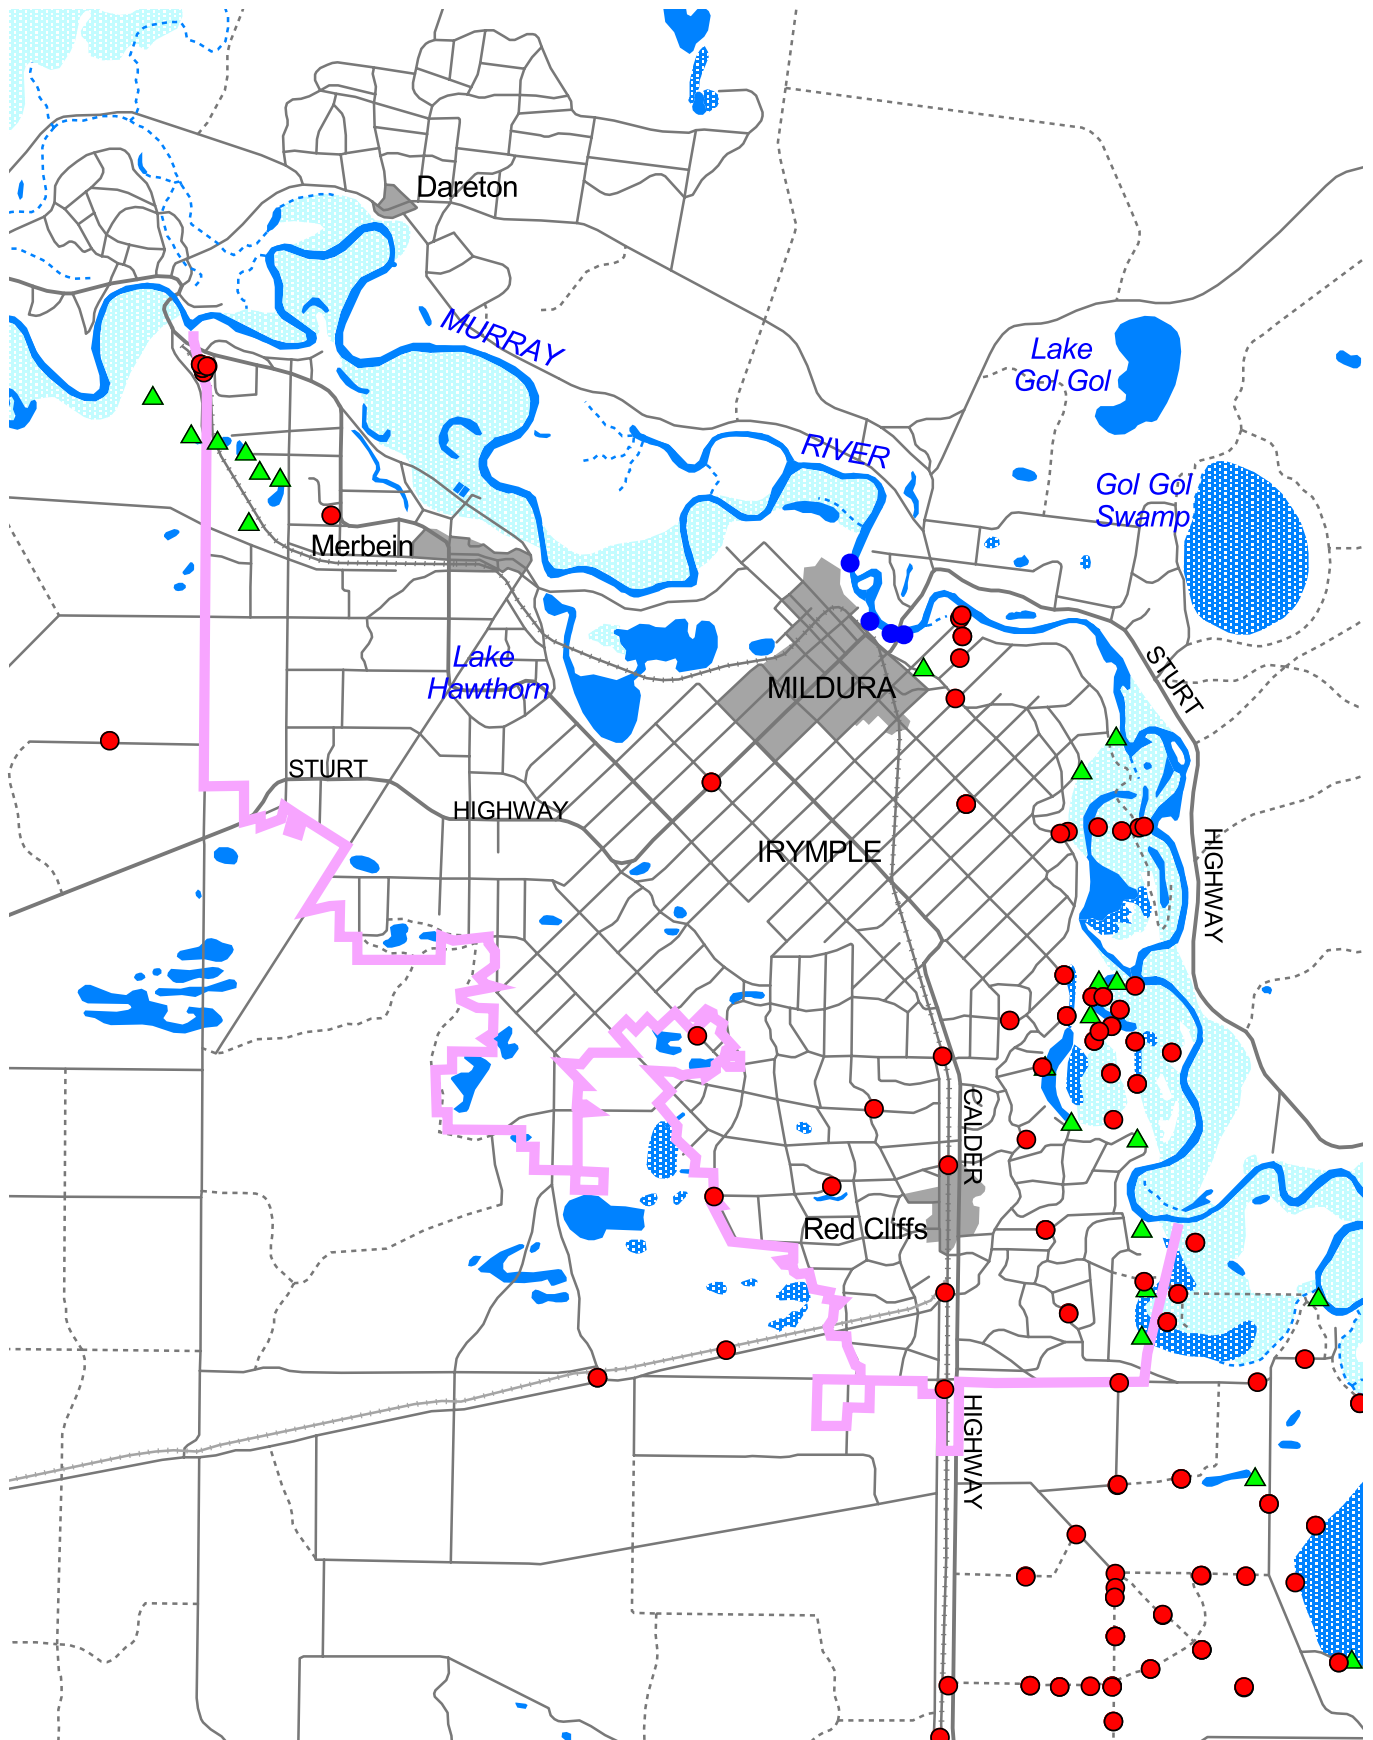 Dareton
MURRAY
Lake
Gol Gol
RIVER
Gol Gol
Swamp
Merbein
Lake
Hawthorn
MILDURA
STURT
STURT
HIGHWAY
IRYMPLE
HIGHWAY
CALDER
Red Cliffs
HIGHWAY